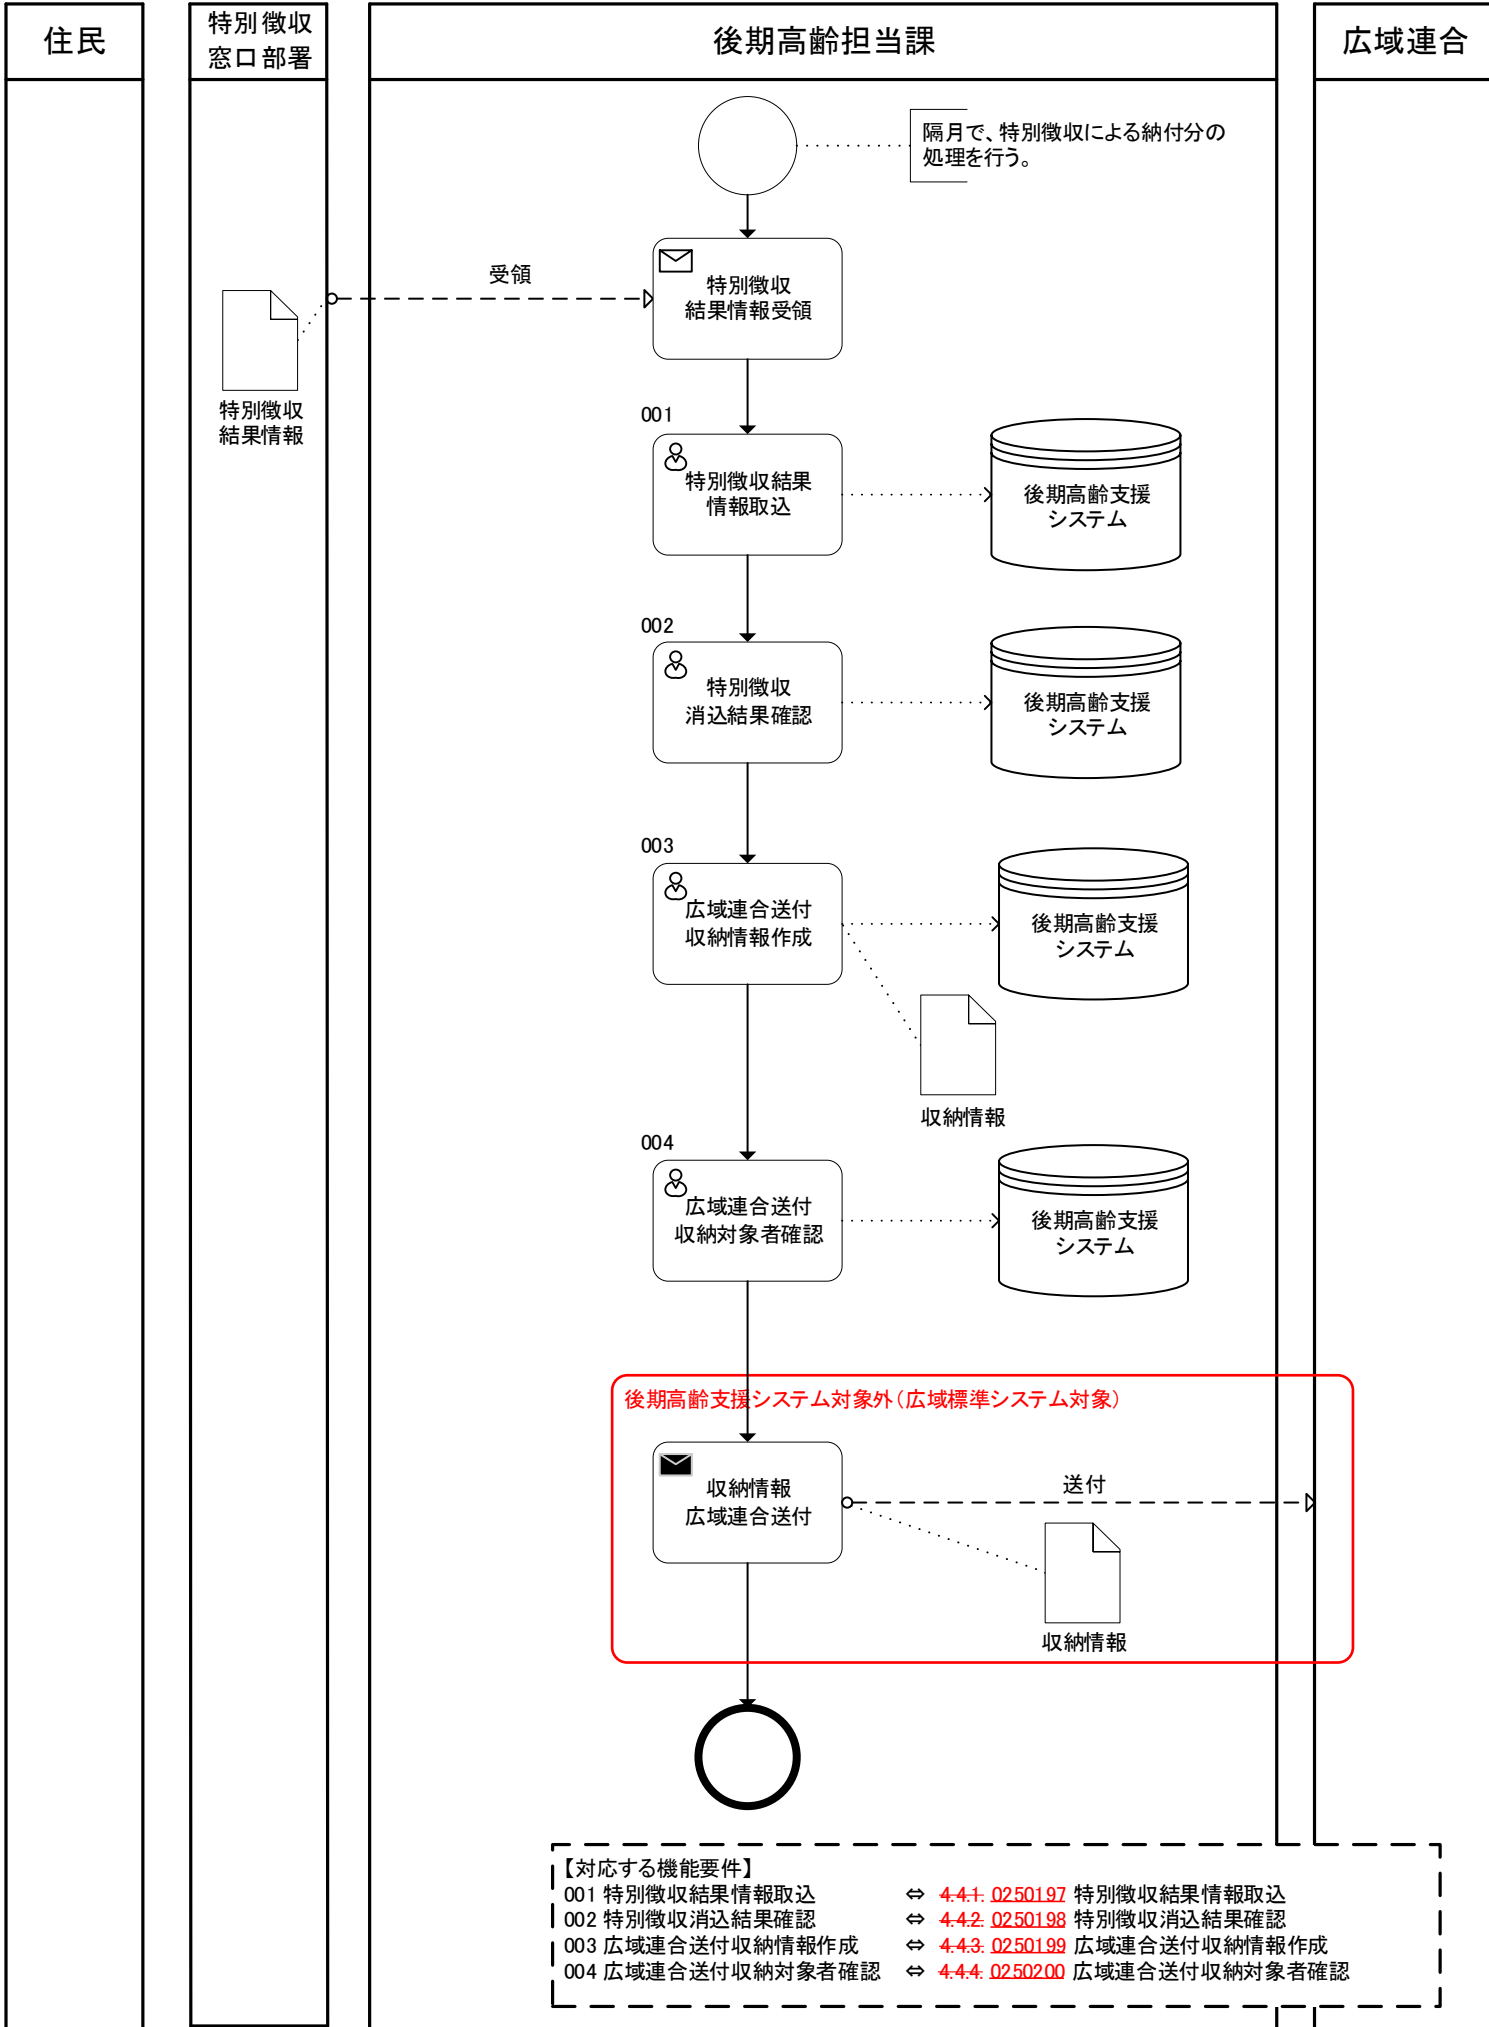 住民
特別徴収
窓口部署
後期高齢担当課
広域連合
隔月で、特別徴収による納付分の
処理を行う。
受領
特別徴収
結果情報受領
特別徴収
結果情報
001
特別徴収結果
情報取込
後期高齢支援
システム
002
特別徴収
消込結果確認
後期高齢支援
システム
003
広域連合送付
収納情報作成
後期高齢支援
システム
収納情報
004
広域連合送付
収納対象者確認
後期高齢支援
システム
後期高齢支援システム対象外（広域標準システム対象）
収納情報
広域連合送付
送付
収納情報
【対応する機能要件】
001 特別徴収結果情報取込 ⇔ 4.4.1. 0250197 特別徴収結果情報取込
002 特別徴収消込結果確認 ⇔ 4.4.2. 0250198 特別徴収消込結果確認
003 広域連合送付収納情報作成 ⇔ 4.4.3. 0250199 広域連合送付収納情報作成
004 広域連合送付収納対象者確認 ⇔ 4.4.4. 0250200 広域連合送付収納対象者確認